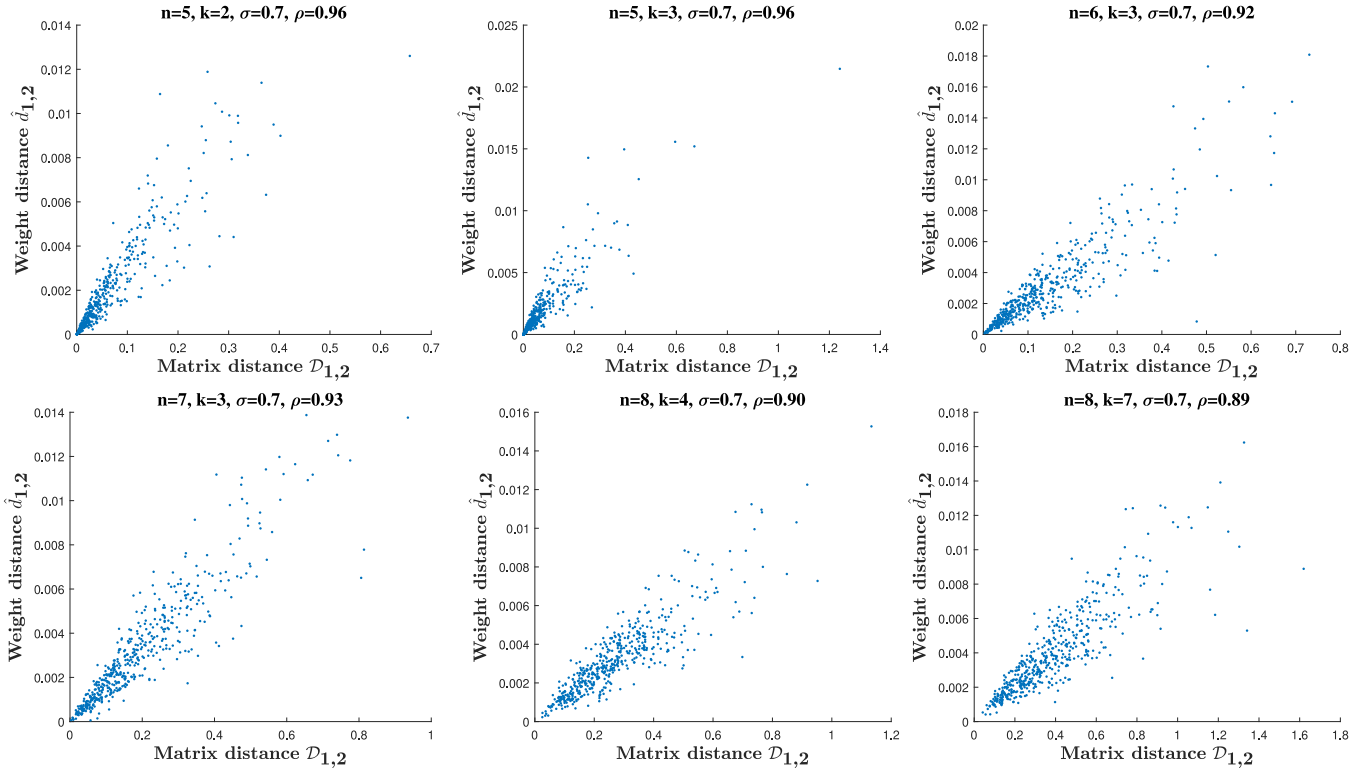 n=5, k=2, σ=0.7, ρ=0.96
0.014
0.012
0.01
0.008
0.006
0.004
0.002
0
Weight distance d̂1,2
0 0.1 0.2 0.3 0.4 0.5 0.6 0.7
Matrix distance 𝒟1,2
n=5, k=3, σ=0.7, ρ=0.96
0.025
0.02
0.015
0.01
0.005
0
Weight distance d̂1,2
0 0.2 0.4 0.6 0.8 1 1.2 1.4
Matrix distance 𝒟1,2
n=6, k=3, σ=0.7, ρ=0.92
0.02
0.018
0.016
0.014
0.012
0.01
0.008
0.006
0.004
0.002
0
Weight distance d̂1,2
0 0.1 0.2 0.3 0.4 0.5 0.6 0.7 0.8
Matrix distance 𝒟1,2
n=7, k=3, σ=0.7, ρ=0.93
0.014
0.012
0.01
0.008
0.006
0.004
0.002
0
Weight distance d̂1,2
0 0.2 0.4 0.6 0.8 1
Matrix distance 𝒟1,2
n=8, k=4, σ=0.7, ρ=0.90
0.016
0.014
0.012
0.01
0.008
0.006
0.004
0.002
0
Weight distance d̂1,2
0 0.2 0.4 0.6 0.8 1 1.2
Matrix distance 𝒟1,2
n=8, k=7, σ=0.7, ρ=0.89
0.018
0.016
0.014
0.012
0.01
0.008
0.006
0.004
0.002
0
Weight distance d̂1,2
0 0.2 0.4 0.6 0.8 1 1.2 1.4 1.6 1.8
Matrix distance 𝒟1,2